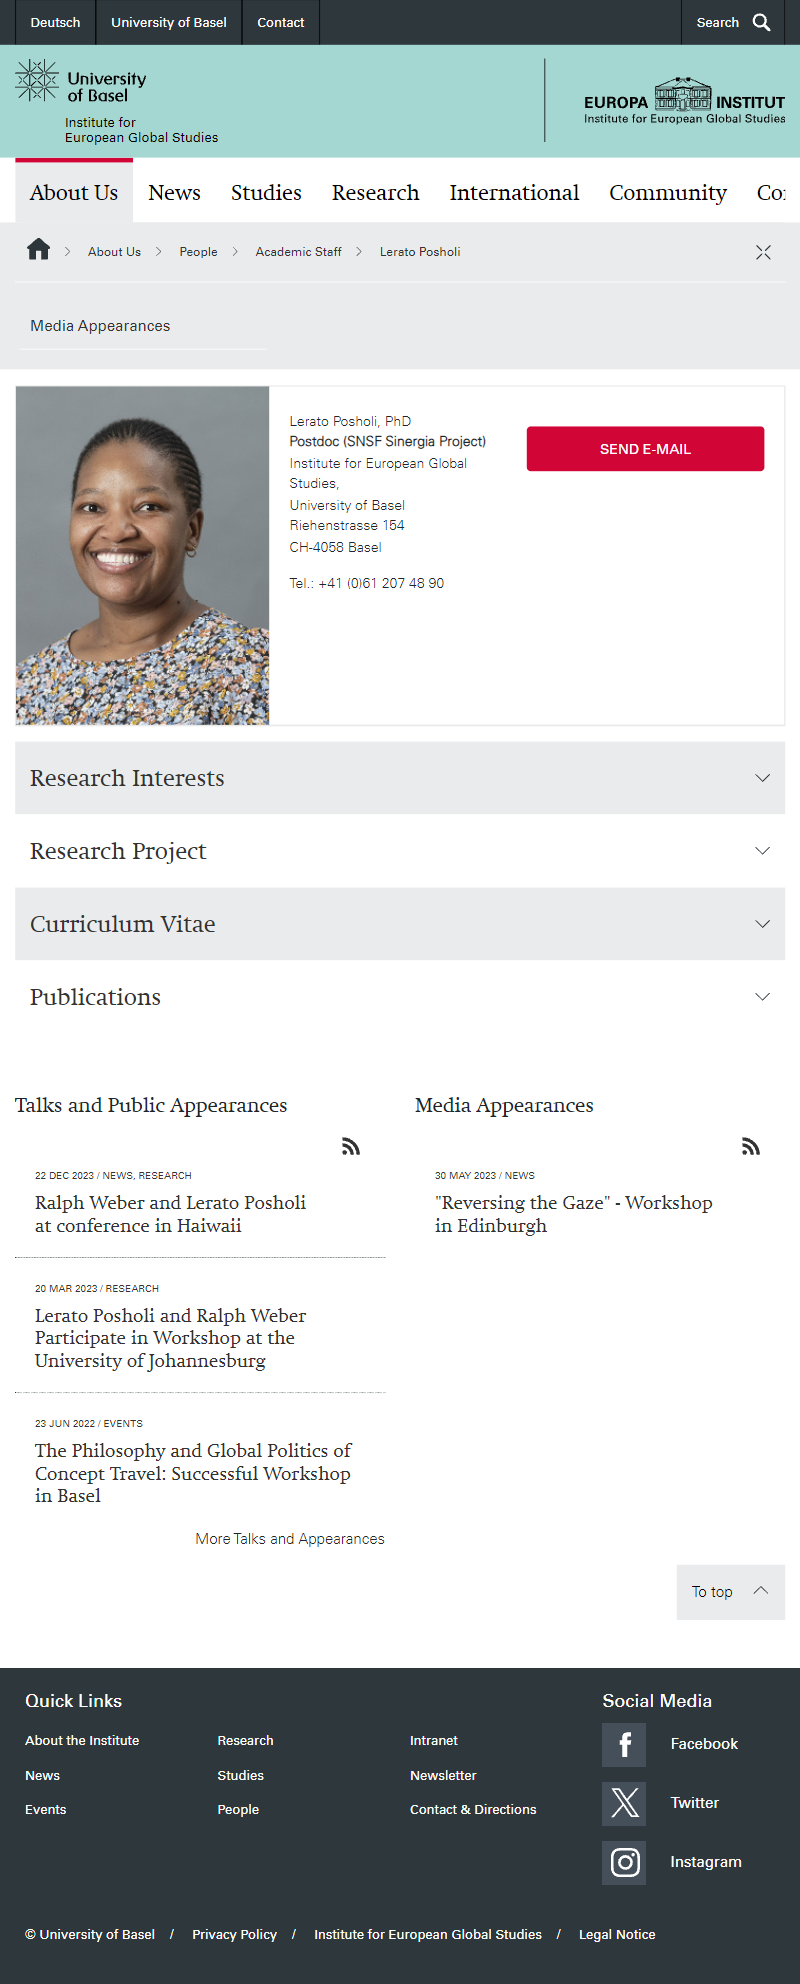 Deutsch
University of Basel
Contact
Search
University
of Basel
Institute for
European Global Studies
EUROPA INSTITUT
Institute for European Global Studies
About Us
News
Studies
Research
International
Community
About Us
People
Academic Staff
Lerato Posholi
Media Appearances
Lerato Posholi, PhD
Postdoc (SNSF Sinergia Project)
Institute for European Global
Studies,
University of Basel
Riehenstrasse 154
CH-4058 Basel
Tel.: +41 (0)61 207 48 90
SEND E-MAIL
Research Interests
Research Project
Curriculum Vitae
Publications
Talks and Public Appearances
22 DEC 2023 / NEWS, RESEARCH
Ralph Weber and Lerato Posholi
at conference in Haiwaii
20 MAR 2023 / RESEARCH
Lerato Posholi and Ralph Weber
Participate in Workshop at the
University of Johannesburg
23 JUN 2022 / EVENTS
The Philosophy and Global Politics of
Concept Travel: Successful Workshop
in Basel
More Talks and Appearances
Media Appearances
30 MAY 2023 / NEWS
"Reversing the Gaze" - Workshop
in Edinburgh
To top
Quick Links
About the Institute
News
Events
Research
Studies
People
Intranet
Newsletter
Contact & Directions
Social Media
Facebook
Twitter
Instagram
© University of Basel / Privacy Policy / Institute for European Global Studies / Legal Notice